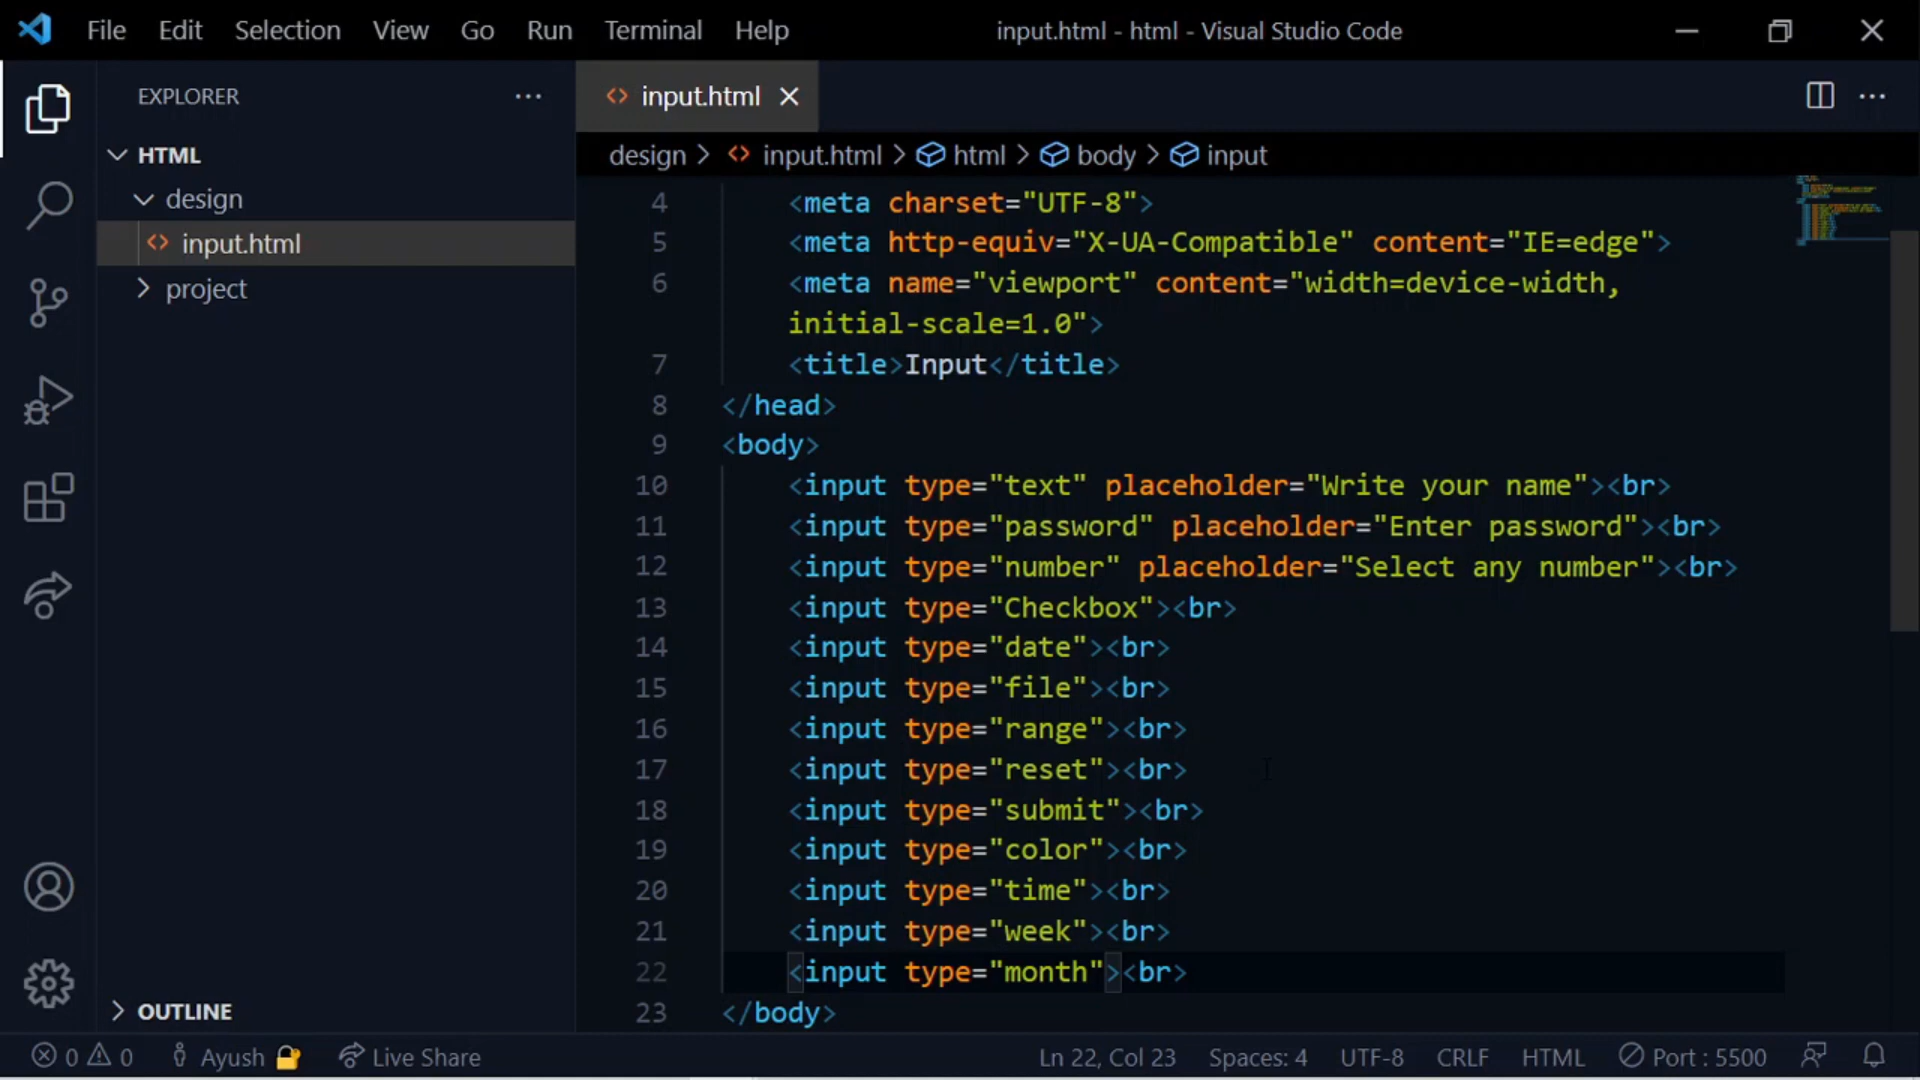 File Edit Selection View Go Run Terminal Help input.html - html - Visual Studio Code
EXPLORER
HTML
design
input.html
project
OUTLINE
input.html
design > input.html > html > body > input
4 <meta charset="UTF-8">
5 <meta http-equiv="X-UA-Compatible" content="IE=edge">
6 <meta name="viewport" content="width=device-width,
initial-scale=1.0">
7 <title>Input</title>
8 </head>
9 <body>
10 <input type="text" placeholder="Write your name"><br>
11 <input type="password" placeholder="Enter password"><br>
12 <input type="number" placeholder="Select any number"><br>
13 <input type="Checkbox"><br>
14 <input type="date"><br>
15 <input type="file"><br>
16 <input type="range"><br>
17 <input type="reset"><br>
18 <input type="submit"><br>
19 <input type="color"><br>
20 <input type="time"><br>
21 <input type="week"><br>
22 <input type="month"><br>
23 </body>
0 0 Ayush Live Share Ln 22, Col 23 Spaces: 4 UTF-8 CRLF HTML Port : 5500